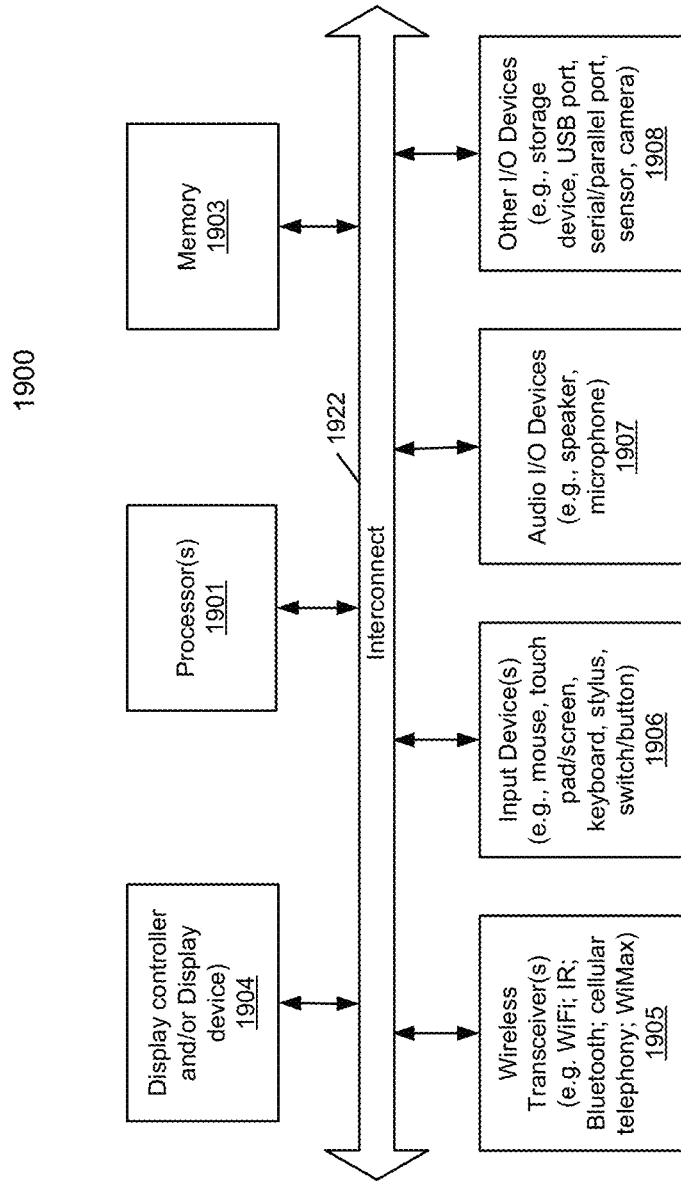 1900
Display controller
and/or Display
device)
1904
Processor(s)
1901
Memory
1903
1922
Interconnect
Wireless
Transceiver(s)
(e.g. WiFi; IR;
Bluetooth; cellular
telephony; WiMax)
1905
Input Device(s)
(e.g., mouse, touch
pad/screen,
keyboard, stylus,
switch/button)
1906
Audio I/O Devices
(e.g., speaker,
microphone)
1907
Other I/O Devices
(e.g., storage
device, USB port,
serial/parallel port,
sensor, camera)
1908